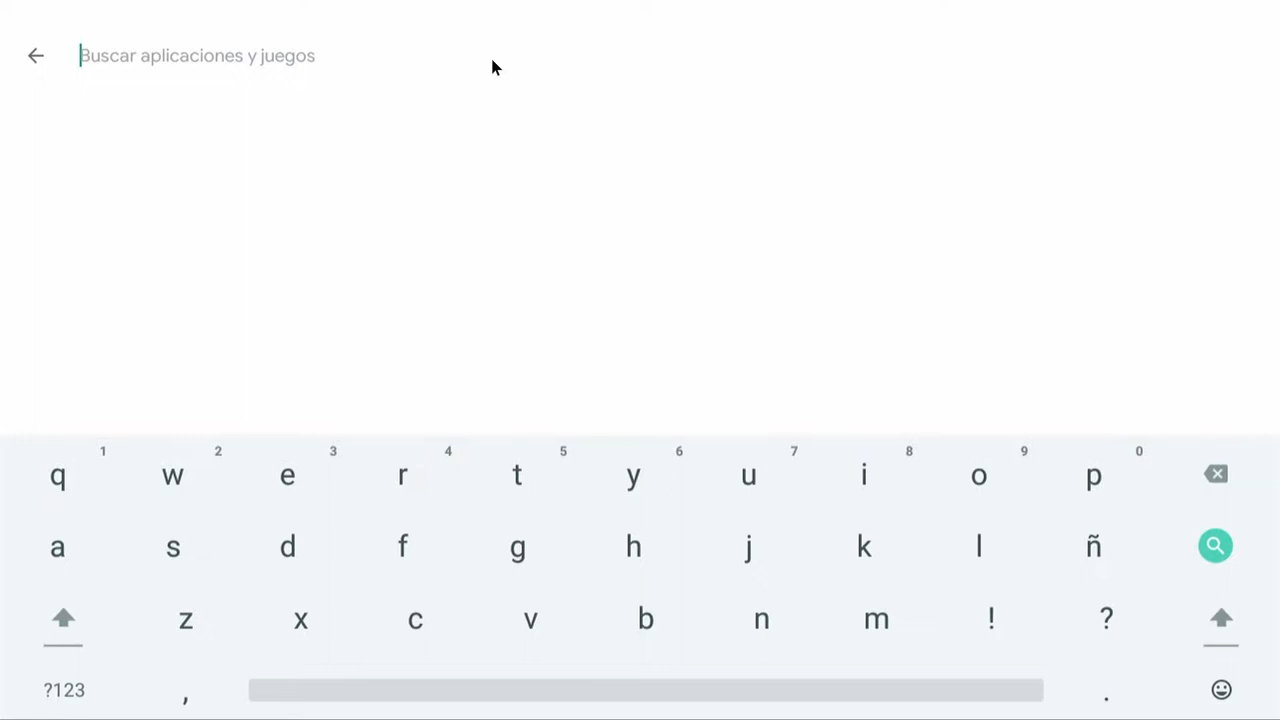 Buscar aplicaciones y juegos
1 2 3 4 5 6 7 8 9 0
q w e r t y u i o p
a s d f g h j k l ñ
z x c v b n m ! ?
?123 , .